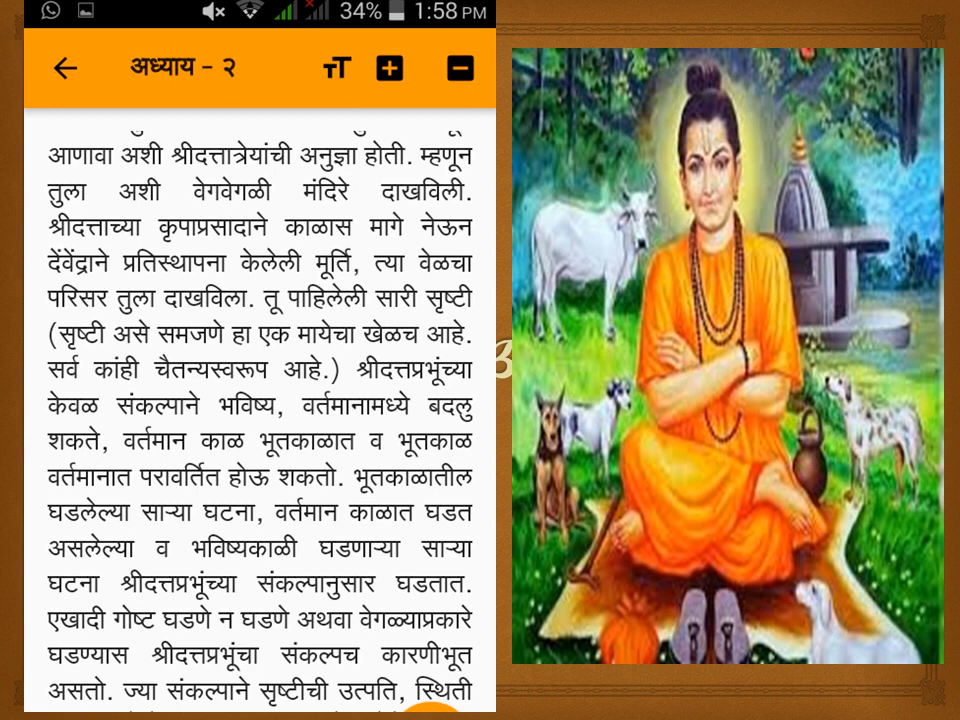 34% 1:58 PM
अध्याय - २
आणावा अशी श्रीदत्तात्रेयांची अनुज्ञा होती. म्हणून
तुला अशी वेगवेगळी मंदिरे दाखविली.
श्रीदत्ताच्या कृपाप्रसादाने काळास मागे नेऊन
देंवेंद्राने प्रतिस्थापना केलेली मूर्ति, त्या वेळचा
परिसर तुला दाखविला. तू पाहिलेली सारी सृष्टी
(सृष्टी असे समजणे हा एक मायेचा खेळच आहे.
सर्व कांही चैतन्यस्वरूप आहे.) श्रीदत्तप्रभूंच्या
केवळ संकल्पाने भविष्य, वर्तमानामध्ये बदलु
शकते, वर्तमान काळ भूतकाळात व भूतकाळ
वर्तमानात परावर्तित होऊ शकतो. भूतकाळातील
घडलेल्या साऱ्या घटना, वर्तमान काळात घडत
असलेल्या व भविष्यकाळी घडणाऱ्या साऱ्या
घटना श्रीदत्तप्रभूंच्या संकल्पानुसार घडतात.
एखादी गोष्ट घडणे न घडणे अथवा वेगळ्याप्रकारे
घडण्यास श्रीदत्तप्रभूंचा संकल्पच कारणीभूत
असतो. ज्या संकल्पाने सृष्टीची उत्पति, स्थिती